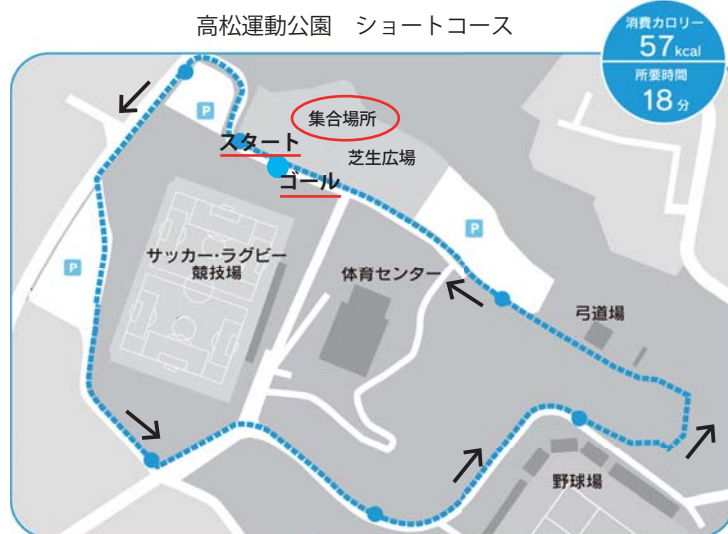 高松運動公園　ショートコース
消費カロリー
57kcal
所要時間
18分
P
集合場所
スタート
芝生広場
ゴール
P
P
サッカー・ラグビー
競技場
体育センター
弓道場
野球場